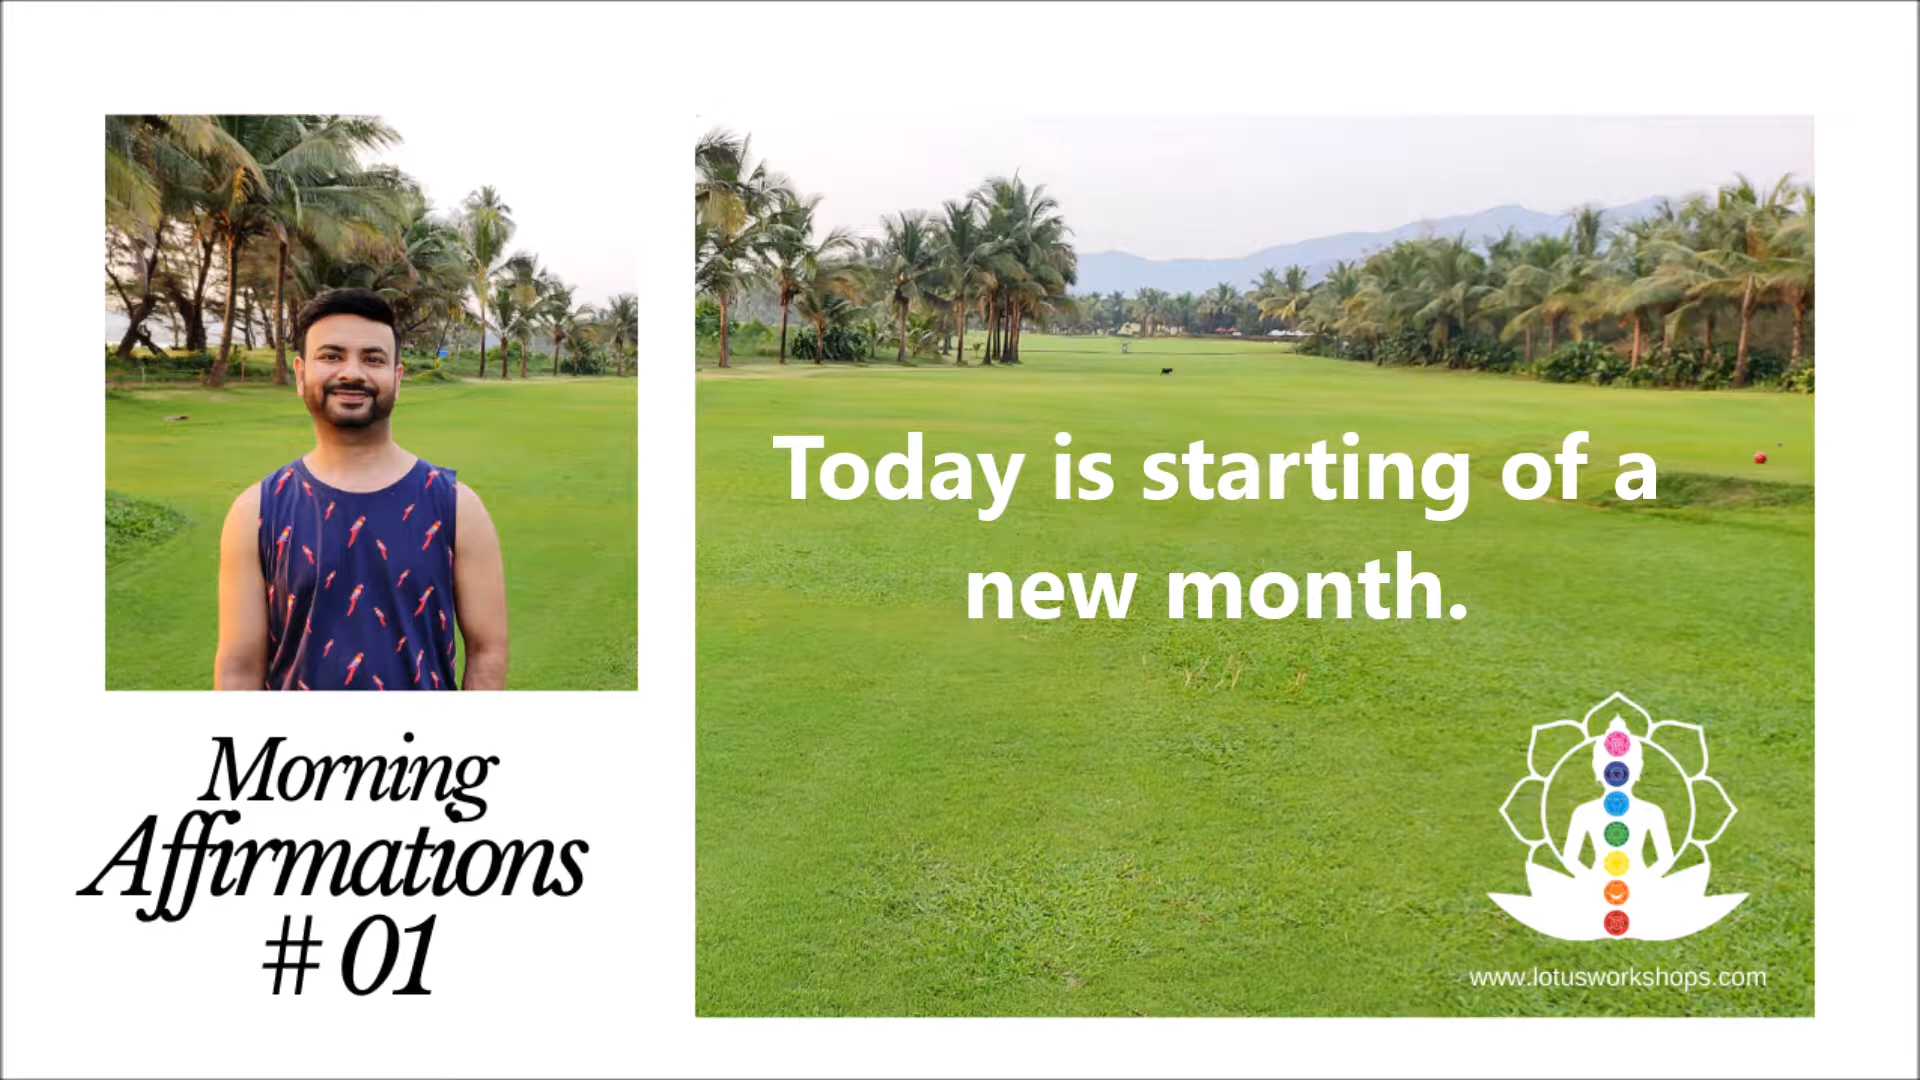 Morning
Affirmations
# 01
Today is starting of a
new month.
www.lotusworkshops.com